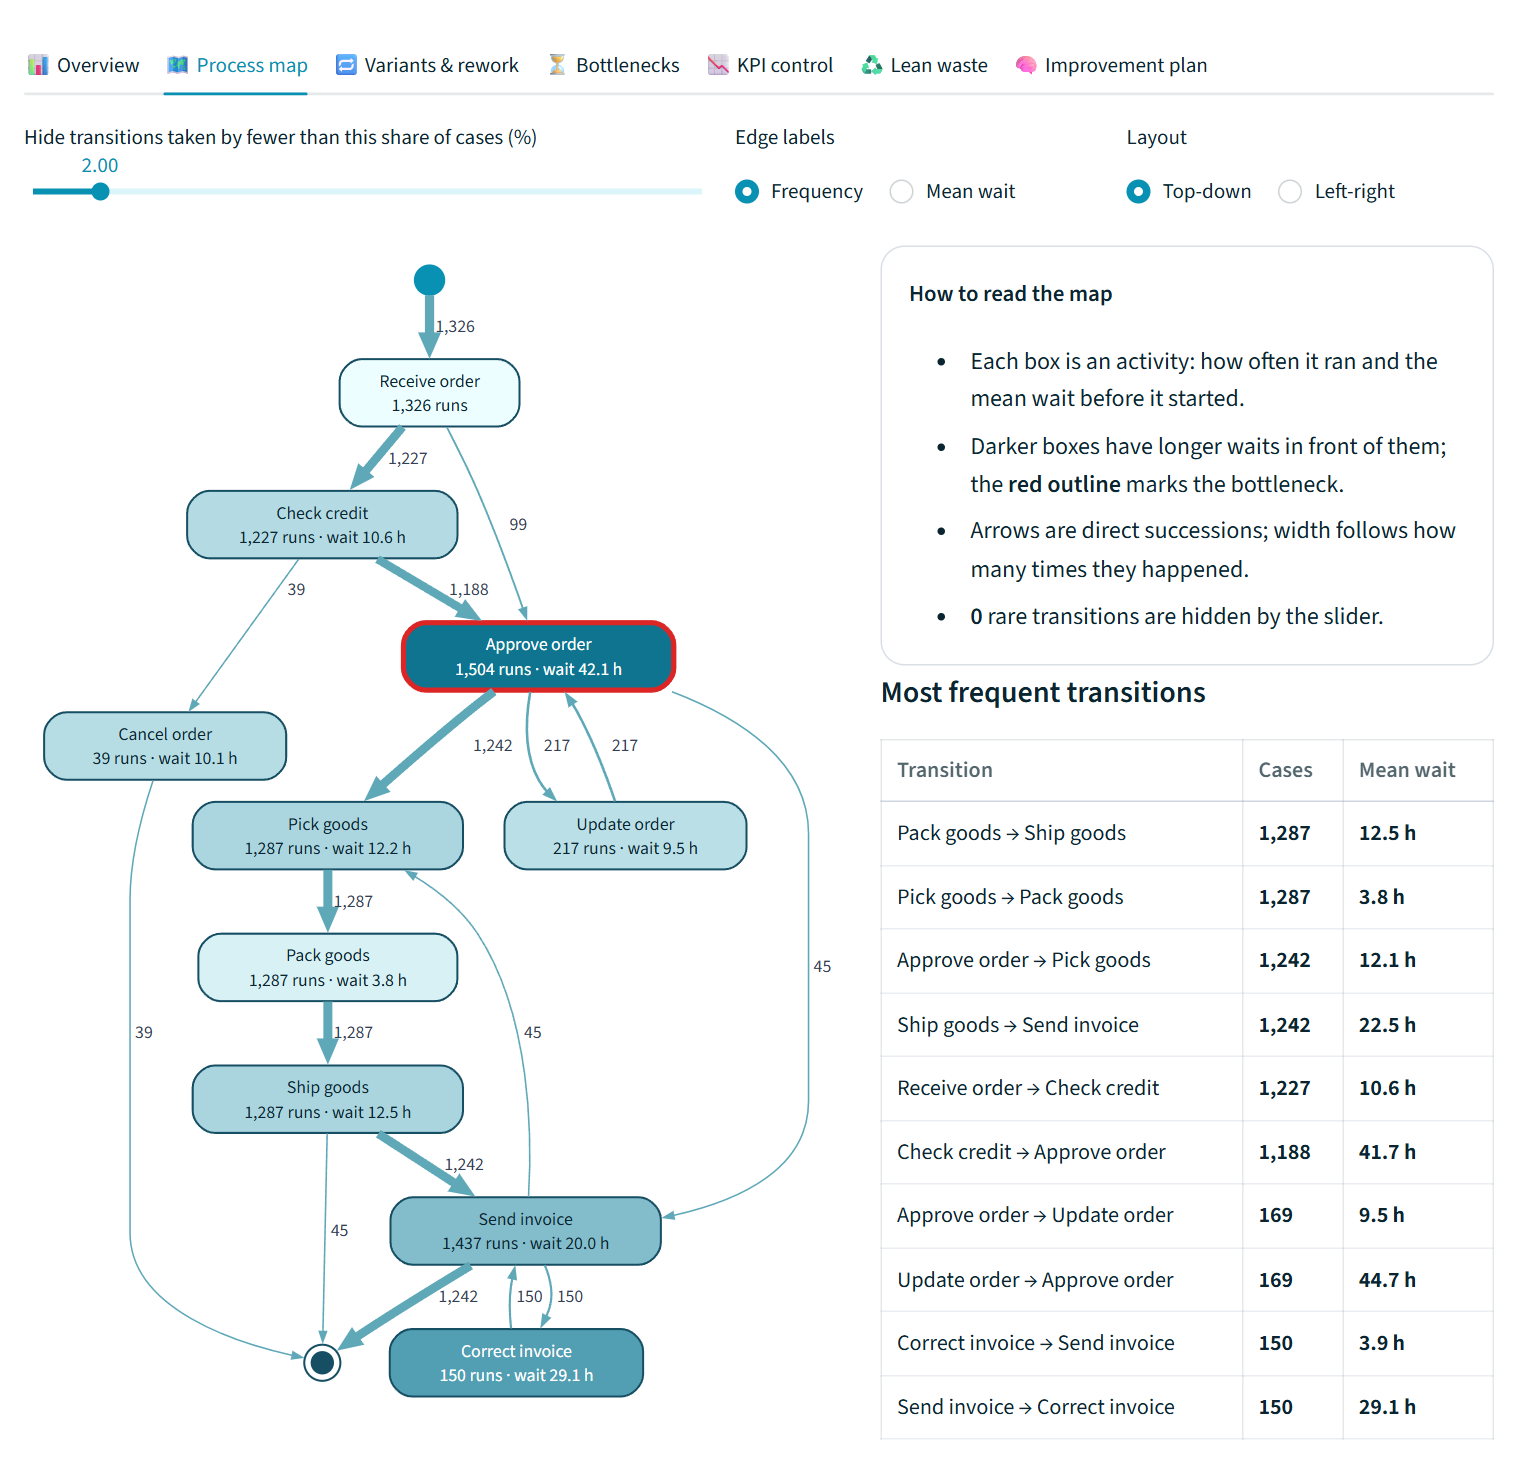 Overview
Process map
Variants & rework
Bottlenecks
KPI control
Lean waste
Improvement plan
Hide transitions taken by fewer than this share of cases (%)
2.00
Edge labels
Frequency
Mean wait
Layout
Top-down
Left-right
1,326
Receive order
1,326 runs
1,227
99
Check credit
1,227 runs · wait 10.6 h
39
1,188
Approve order
1,504 runs · wait 42.1 h
Cancel order
39 runs · wait 10.1 h
1,242
217
217
Pick goods
1,287 runs · wait 12.2 h
Update order
217 runs · wait 9.5 h
1,287
Pack goods
1,287 runs · wait 3.8 h
45
39
1,287
45
Ship goods
1,287 runs · wait 12.5 h
1,242
Send invoice
1,437 runs · wait 20.0 h
45
1,242
150
150
Correct invoice
150 runs · wait 29.1 h
How to read the map
• Each box is an activity: how often it ran and the
mean wait before it started.
• Darker boxes have longer waits in front of them;
the red outline marks the bottleneck.
• Arrows are direct successions; width follows how
many times they happened.
• 0 rare transitions are hidden by the slider.
Most frequent transitions
Transition Cases Mean wait
Pack goods → Ship goods 1,287 12.5 h
Pick goods → Pack goods 1,287 3.8 h
Approve order → Pick goods 1,242 12.1 h
Ship goods → Send invoice 1,242 22.5 h
Receive order → Check credit 1,227 10.6 h
Check credit → Approve order 1,188 41.7 h
Approve order → Update order 169 9.5 h
Update order → Approve order 169 44.7 h
Correct invoice → Send invoice 150 3.9 h
Send invoice → Correct invoice 150 29.1 h